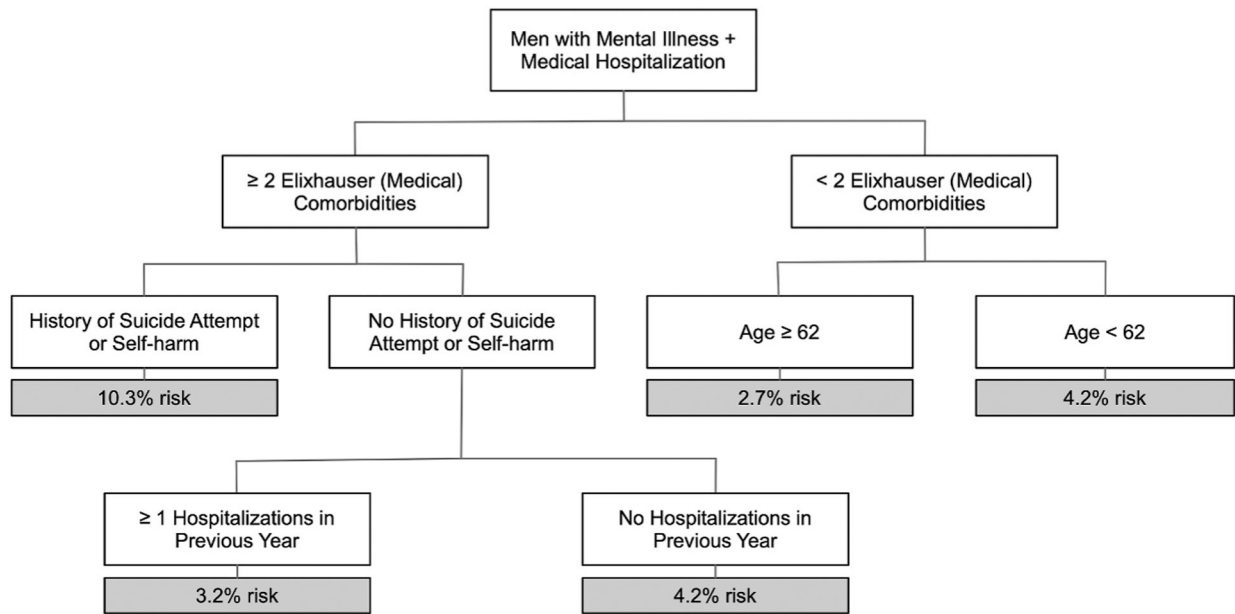 Men with Mental Illness +
Medical Hospitalization
≥ 2 Elixhauser (Medical)
Comorbidities
< 2 Elixhauser (Medical)
Comorbidities
History of Suicide Attempt
or Self-harm
No History of Suicide
Attempt or Self-harm
Age ≥ 62
Age < 62
10.3% risk
2.7% risk
4.2% risk
≥ 1 Hospitalizations in
Previous Year
No Hospitalizations in
Previous Year
3.2% risk
4.2% risk